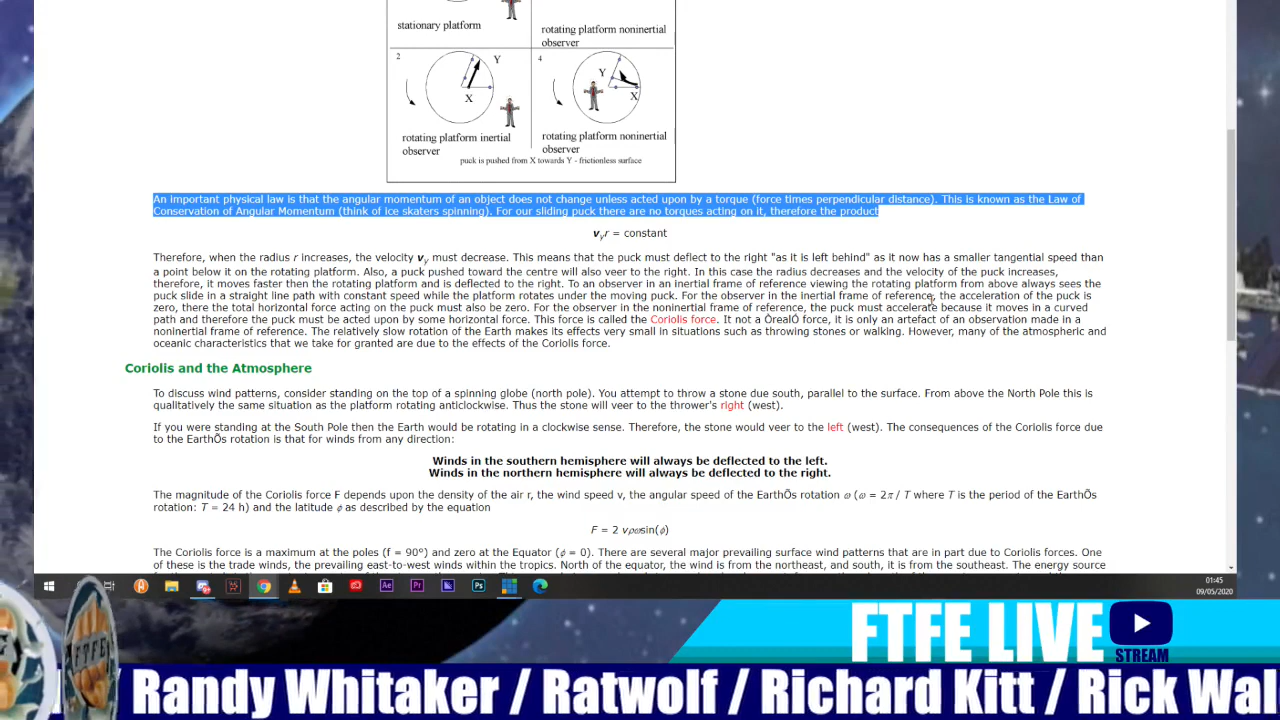 stationary platform
rotating platform noninertial
observer
2
Y
X
4
Y
X
rotating platform inertial
observer
rotating platform noninertial
observer
puck is pushed from X towards Y - frictionless surface
An important physical law is that the angular momentum of an object does not change unless acted upon by a torque (force times perpendicular distance). This is known as the Law of
Conservation of Angular Momentum (think of ice skaters spinning). For our sliding puck there are no torques acting on it, therefore the product
vyr = constant
Therefore, when the radius r increases, the velocity vy must decrease. This means that the puck must deflect to the right "as it is left behind" as it now has a smaller tangential speed than
a point below it on the rotating platform. Also, a puck pushed toward the centre will also veer to the right. In this case the radius decreases and the velocity of the puck increases,
therefore, it moves faster then the rotating platform and is deflected to the right. To an observer in an inertial frame of reference viewing the rotating platform from above always sees the
puck slide in a straight line path with constant speed while the platform rotates under the moving puck. For the observer in the inertial frame of reference, the acceleration of the puck is
zero, there the total horizontal force acting on the puck must also be zero. For the observer in the noninertial frame of reference, the puck must accelerate because it moves in a curved
path and therefore the puck must be acted upon by some horizontal force. This force is called the Coriolis force. It not a ÒrealÓ force, it is only an artefact of an observation made in a
noninertial frame of reference. The relatively slow rotation of the Earth makes its effects very small in situations such as throwing stones or walking. However, many of the atmospheric and
oceanic characteristics that we take for granted are due to the effects of the Coriolis force.
Coriolis and the Atmosphere
To discuss wind patterns, consider standing on the top of a spinning globe (north pole). You attempt to throw a stone due south, parallel to the surface. From above the North Pole this is
qualitatively the same situation as the platform rotating anticlockwise. Thus the stone will veer to the thrower's right (west).
If you were standing at the South Pole then the Earth would be rotating in a clockwise sense. Therefore, the stone would veer to the left (west). The consequences of the Coriolis force due
to the EarthÕs rotation is that for winds from any direction:
Winds in the southern hemisphere will always be deflected to the left.
Winds in the northern hemisphere will always be deflected to the right.
The magnitude of the Coriolis force F depends upon the density of the air r, the wind speed v, the angular speed of the EarthÕs rotation ω (ω = 2π / T where T is the period of the EarthÕs
rotation: T = 24 h) and the latitude ϕ as described by the equation
F = 2 vρωsin(ϕ)
The Coriolis force is a maximum at the poles (f = 90°) and zero at the Equator (ϕ = 0). There are several major prevailing surface wind patterns that are in part due to Coriolis forces. One
of these is the trade winds, the prevailing east-to-west winds within the tropics. North of the equator, the wind is from the northeast, and south, it is from the southeast. The energy source
01:45
09/05/2020
FTFE LIVE
STREAM
Randy Whitaker / Ratwolf / Richard Kitt / Rick Wal